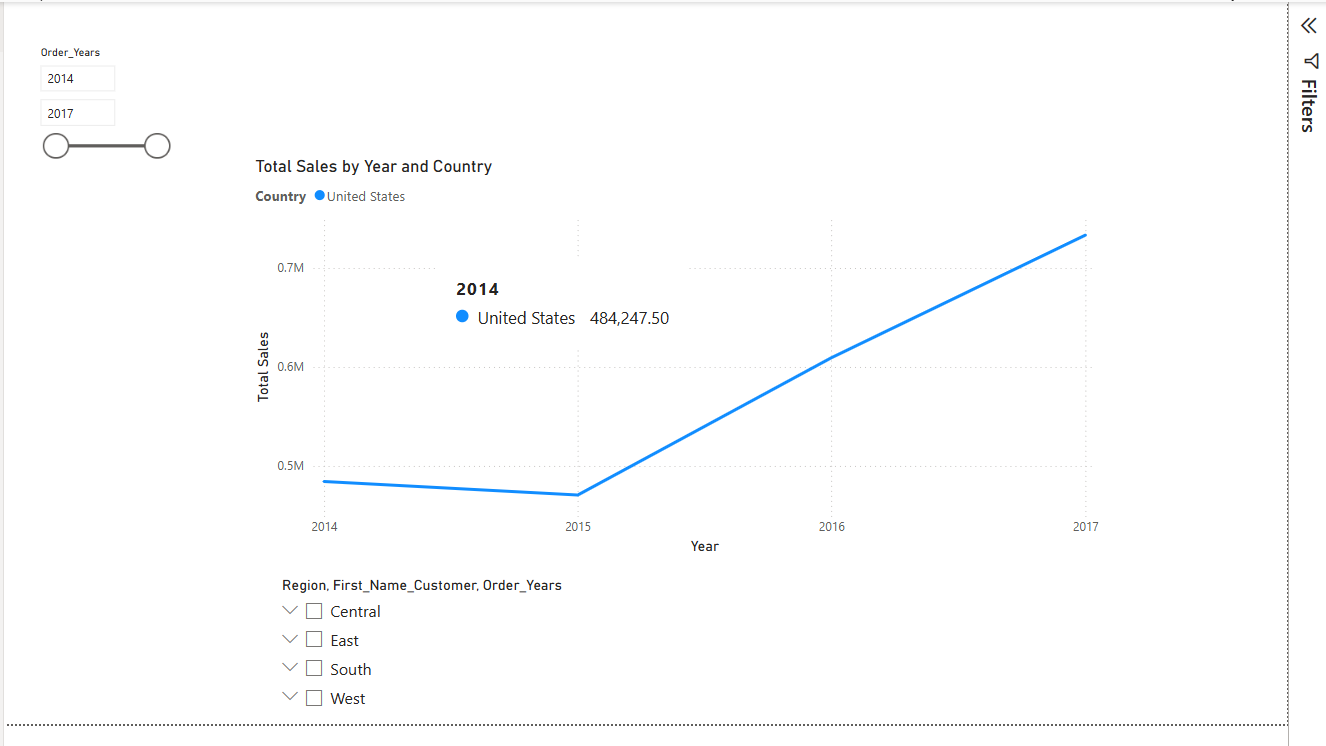 Order_Years
2014
2017
Filters
Total Sales by Year and Country
Country United States
0.7M
2014
United States 484,247.50
Total Sales
0.6M
0.5M
2014 2015 2016 2017
Year
Region, First_Name_Customer, Order_Years
Central
East
South
West